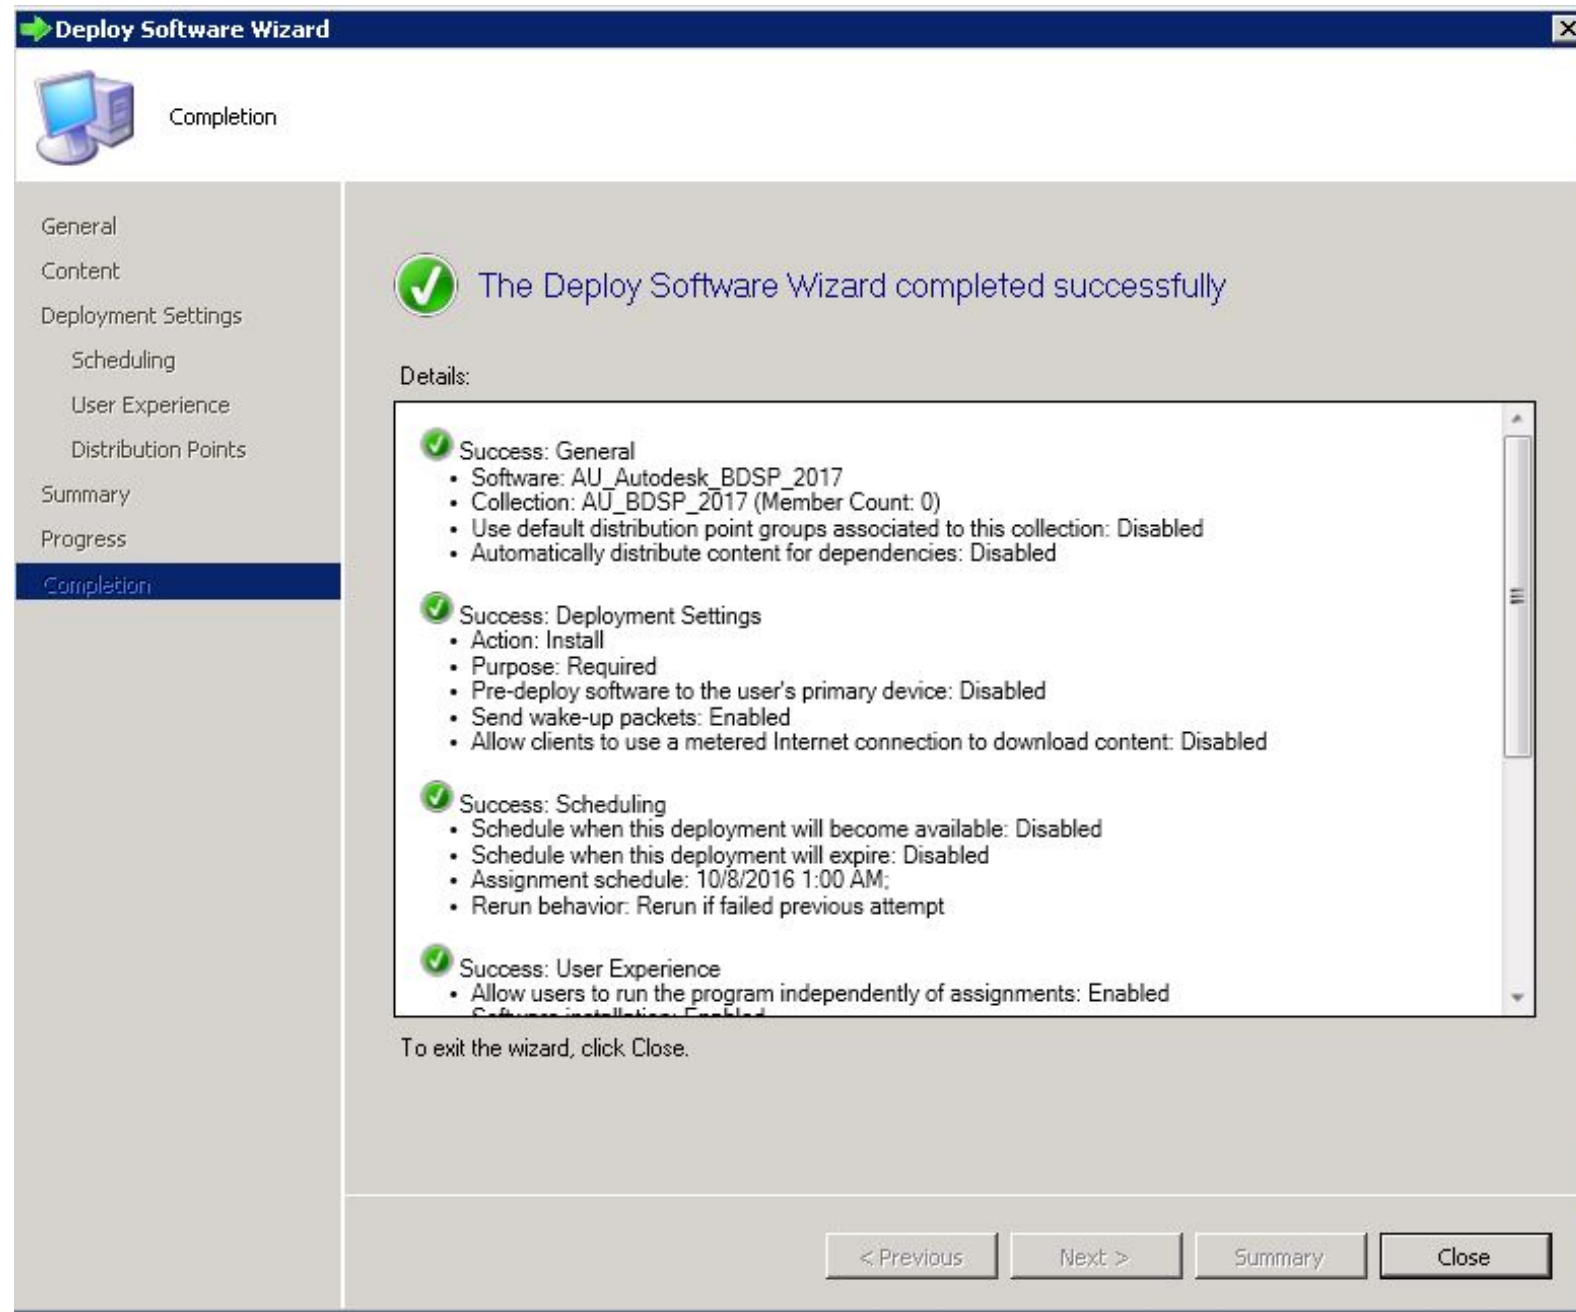 Deploy Software Wizard
Completion
General
Content
Deployment Settings
Scheduling
User Experience
Distribution Points
Summary
Progress
Completion
The Deploy Software Wizard completed successfully
Details:
Success: General
• Software: AU_Autodesk_BDSP_2017
• Collection: AU_BDSP_2017 (Member Count: 0)
• Use default distribution point groups associated to this collection: Disabled
• Automatically distribute content for dependencies: Disabled
Success: Deployment Settings
• Action: Install
• Purpose: Required
• Pre-deploy software to the user's primary device: Disabled
• Send wake-up packets: Enabled
• Allow clients to use a metered Internet connection to download content: Disabled
Success: Scheduling
• Schedule when this deployment will become available: Disabled
• Schedule when this deployment will expire: Disabled
• Assignment schedule: 10/8/2016 1:00 AM;
• Rerun behavior: Rerun if failed previous attempt
Success: User Experience
• Allow users to run the program independently of assignments: Enabled
Software installation: Enabled
To exit the wizard, click Close.
< Previous
Next >
Summary
Close